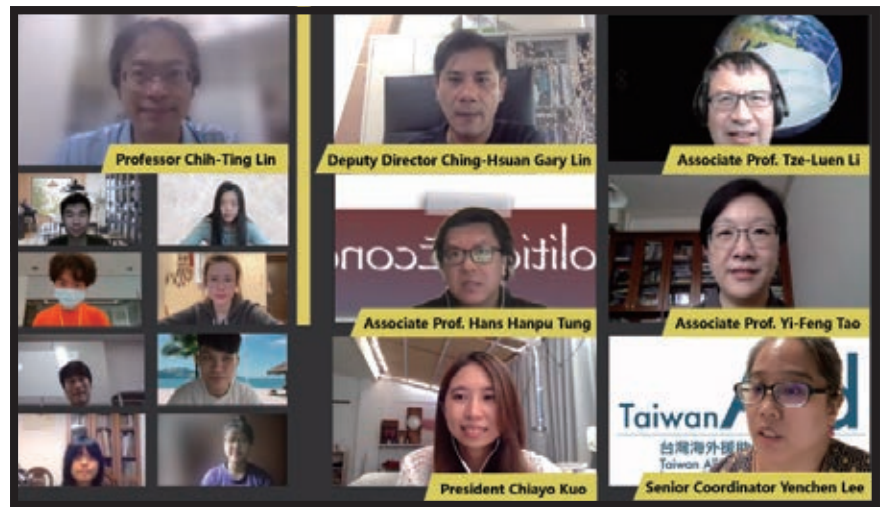 Professor Chih-Ting Lin
Deputy Director Ching-Hsuan Gary Lin
Associate Prof. Tze-Luen Li
Associate Prof. Hans Hanpu Tung
Associate Prof. Yi-Feng Tao
President Chiayo Kuo
Taiwan
台灣海外援
Taiwan
Senior Coordinator Yenchen Lee